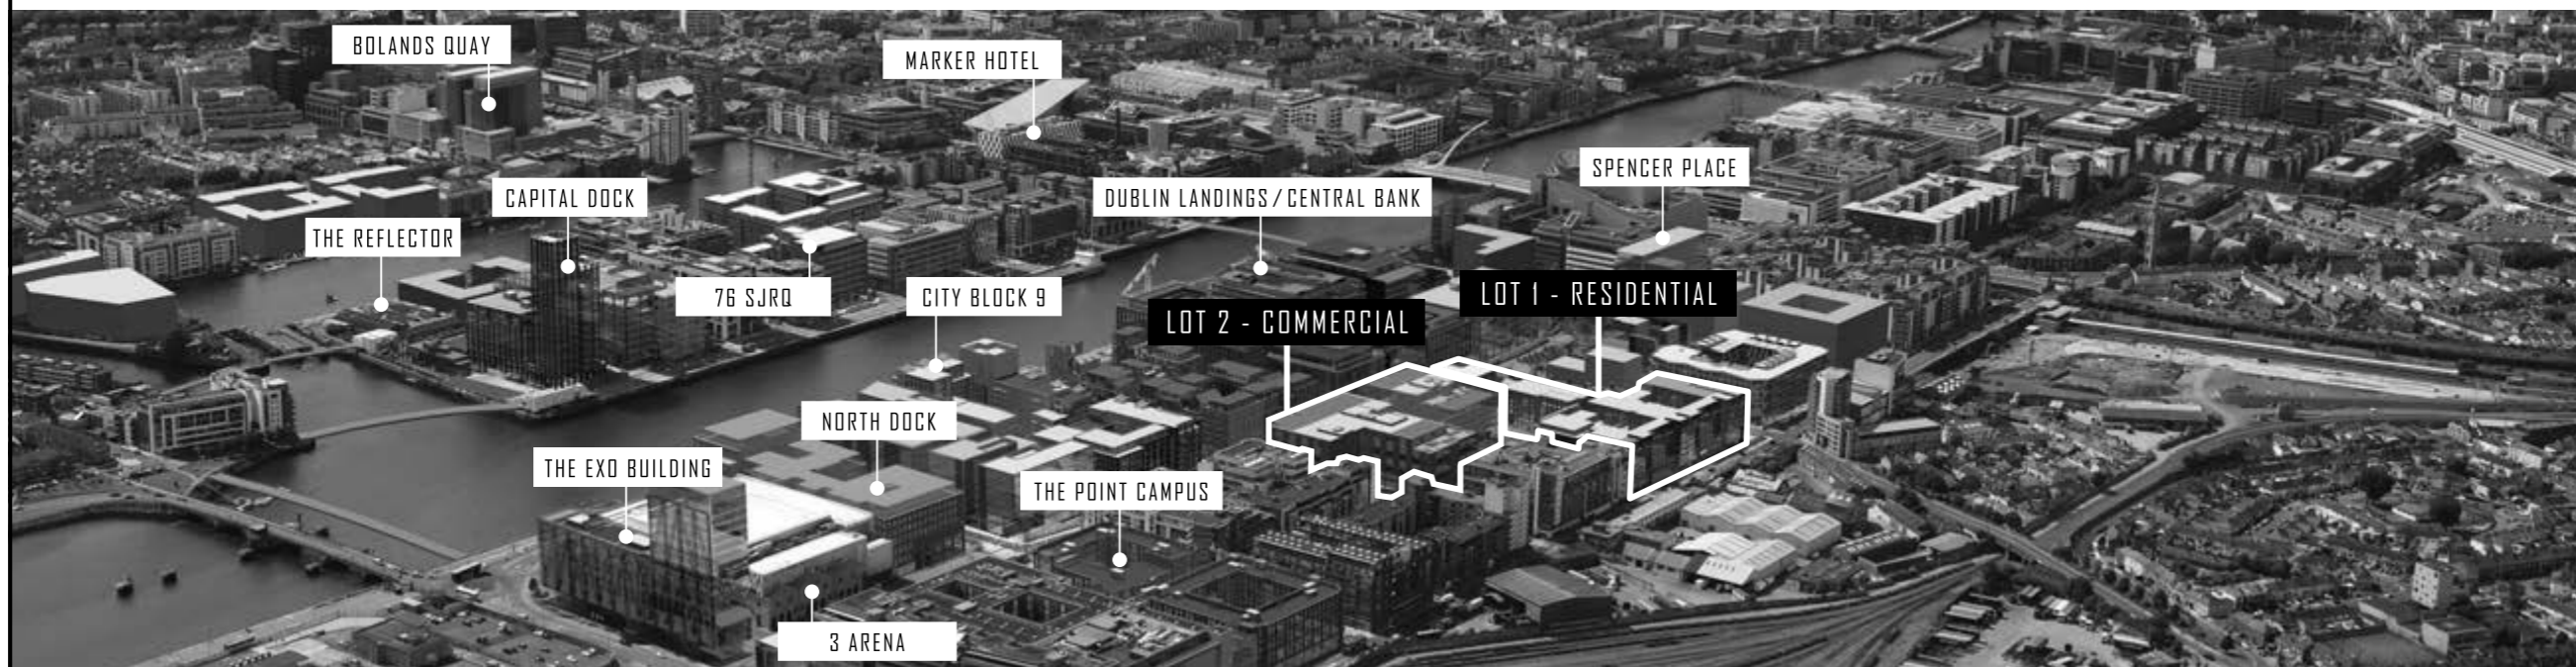 BOLANDS QUAY
MARKER HOTEL
SPENCER PLACE
CAPITAL DOCK
DUBLIN LANDINGS / CENTRAL BANK
THE REFLECTOR
76 SJRQ
CITY BLOCK 9
LOT 1 - RESIDENTIAL
LOT 2 - COMMERCIAL
NORTH DOCK
THE EXO BUILDING
THE POINT CAMPUS
3 ARENA